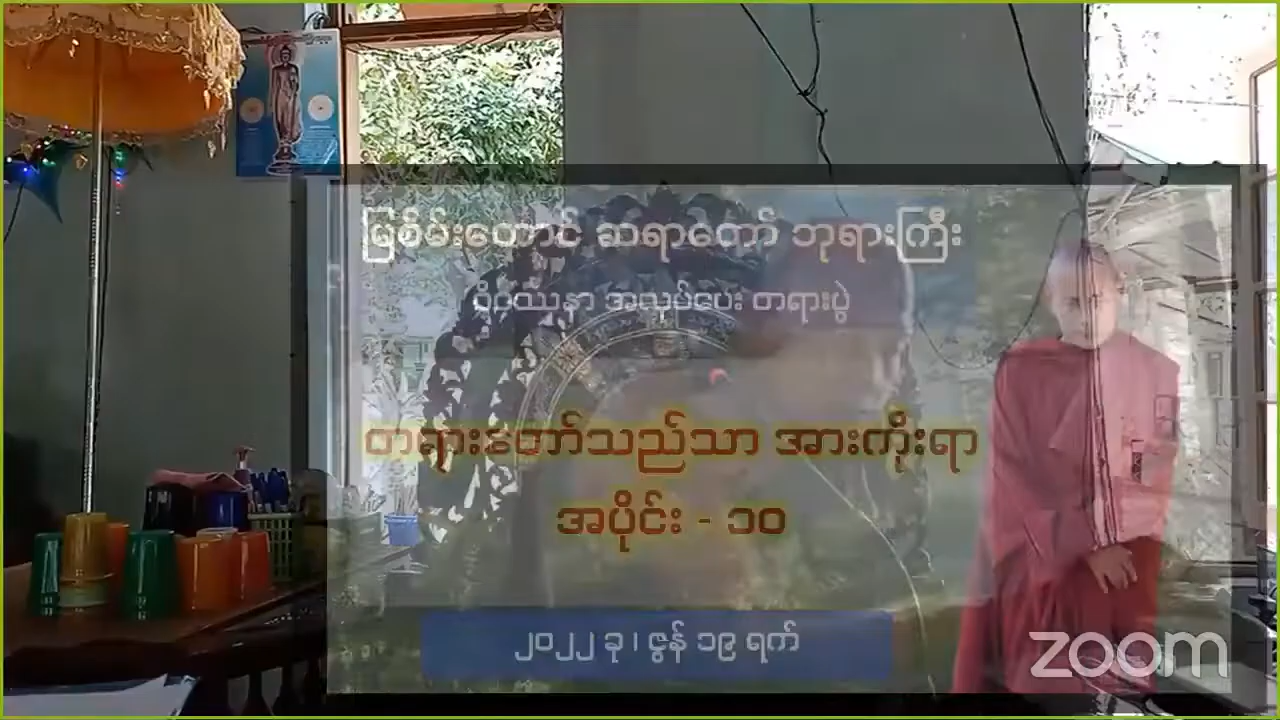 မြစိမ်းတောင် ဆရာတော် ဘုရားကြီး
ဝိပဿနာ အလုပ်ပေး တရားပွဲ
တရားတော်သည်သာ အားကိုးရာ
အပိုင်း - ၁၀
၂၀၂၂ ခု ၊ ဇွန် ၁၉ ရက်
zoom